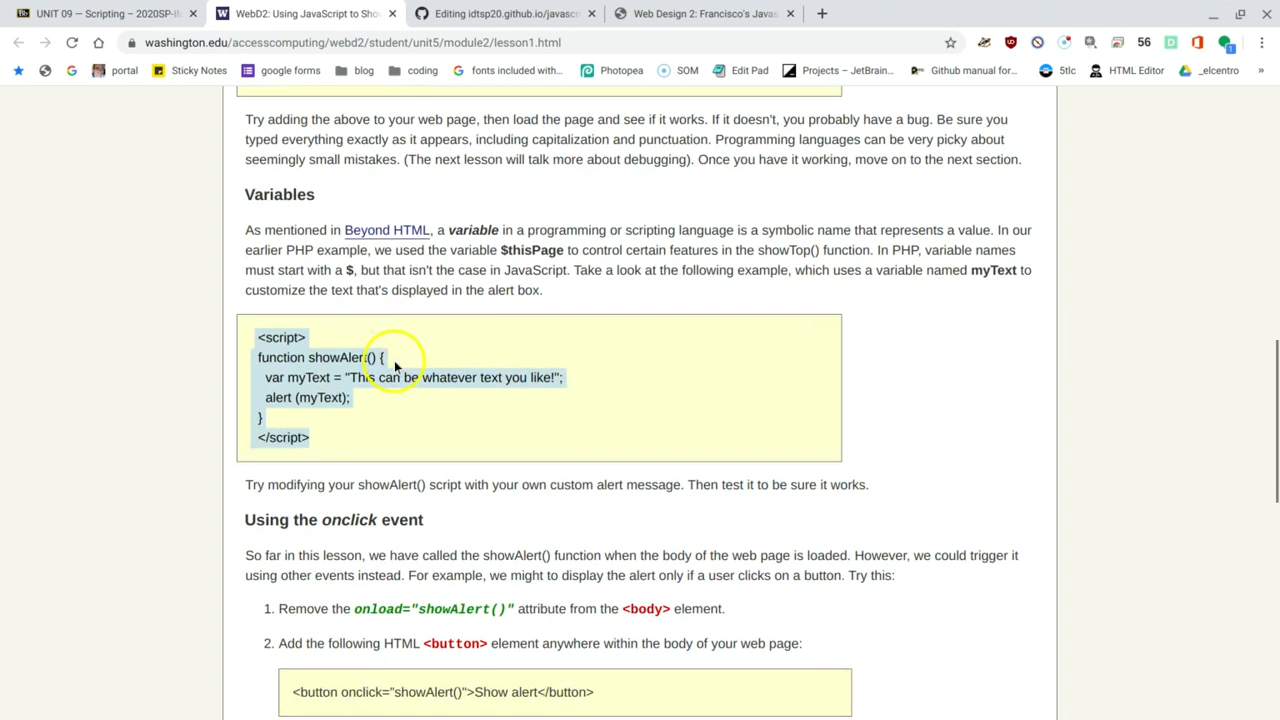 UNIT 09 — Scripting – 2020SP-I
WebD2: Using JavaScript to Sho
Editing idtsp20.github.io/javasc
Web Design 2: Francisco's Javas
washington.edu/accesscomputing/webd2/student/unit5/module2/lesson1.html
56
portal
Sticky Notes
google forms
blog
coding
fonts included with...
Photopea
SOM
Edit Pad
Projects – JetBrain...
Github manual for...
5tlc
HTML Editor
_elcentro
»
Try adding the above to your web page, then load the page and see if it works. If it doesn't, you probably have a bug. Be sure you
typed everything exactly as it appears, including capitalization and punctuation. Programming languages can be very picky about
seemingly small mistakes. (The next lesson will talk more about debugging). Once you have it working, move on to the next section.
Variables
As mentioned in Beyond HTML, a variable in a programming or scripting language is a symbolic name that represents a value. In our
earlier PHP example, we used the variable $thisPage to control certain features in the showTop() function. In PHP, variable names
must start with a $, but that isn't the case in JavaScript. Take a look at the following example, which uses a variable named myText to
customize the text that's displayed in the alert box.
<script>
function showAlert() {
var myText = "This can be whatever text you like!";
alert (myText);
}
</script>
Try modifying your showAlert() script with your own custom alert message. Then test it to be sure it works.
Using the onclick event
So far in this lesson, we have called the showAlert() function when the body of the web page is loaded. However, we could trigger it
using other events instead. For example, we might to display the alert only if a user clicks on a button. Try this:
1. Remove the onload="showAlert()" attribute from the <body> element.
2. Add the following HTML <button> element anywhere within the body of your web page:
<button onclick="showAlert()">Show alert</button>